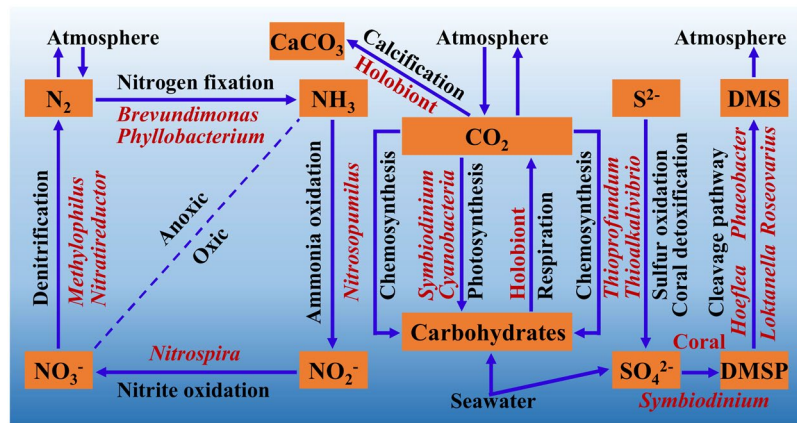 Atmosphere
N₂
Nitrogen fixation
Brevundimonas
Phyllobacterium
NH₃
Denitrification
Methylophilus
Nitratireductor
Anoxic
Oxic
Ammonia oxidation
Nitrosopumilus
NO₃⁻
Nitrospira
Nitrite oxidation
NO₂⁻
CaCO₃
Calcification
Holobiont
Atmosphere
CO₂
Chemosynthesis
Symbiodinium
Cyanobacteria
Photosynthesis
Holobiont
Respiration
Chemosynthesis
Carbohydrates
Seawater
S²⁻
Thioprofundum
Thioalkalivibrio
Sulfur oxidation
Coral detoxification
SO₄²⁻
Coral
Symbiodinium
Atmosphere
DMS
Cleavage pathway
Hoeflea Phaeobacter
Loktanella Roseovarius
DMSP